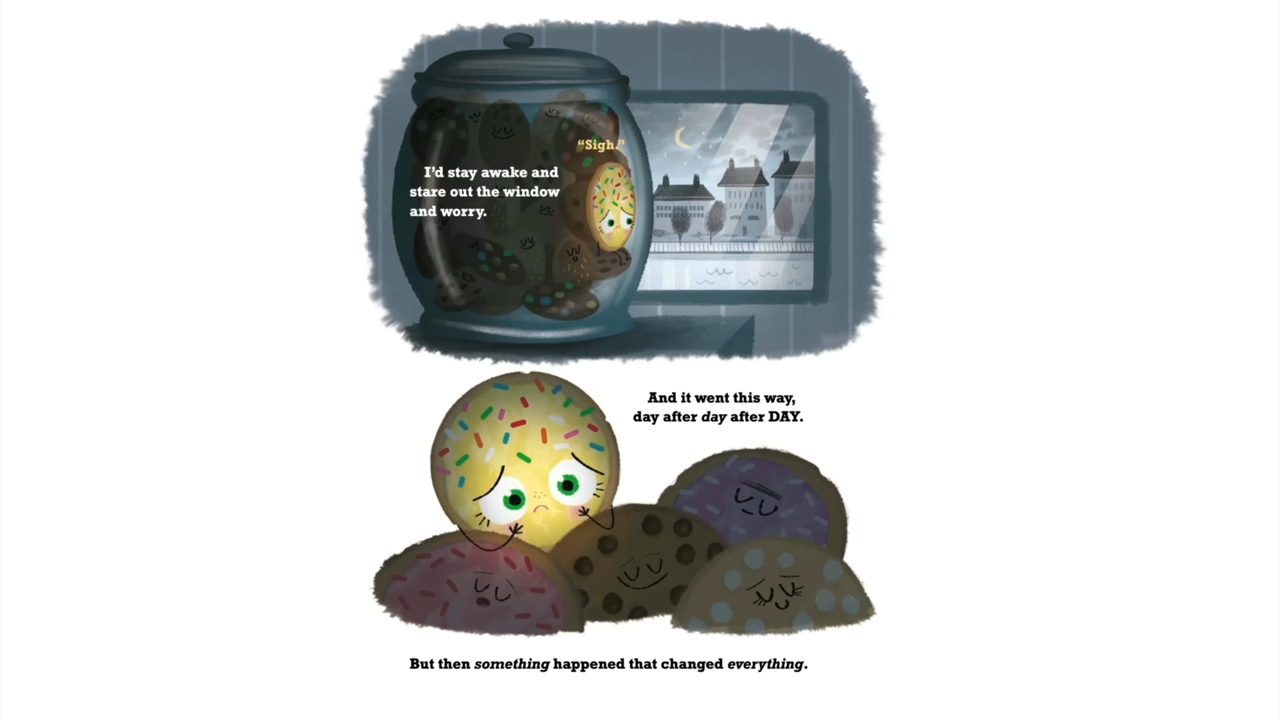 “Sigh.”
I’d stay awake and
stare out the window
and worry.
And it went this way,
day after day after DAY.
But then something happened that changed everything.